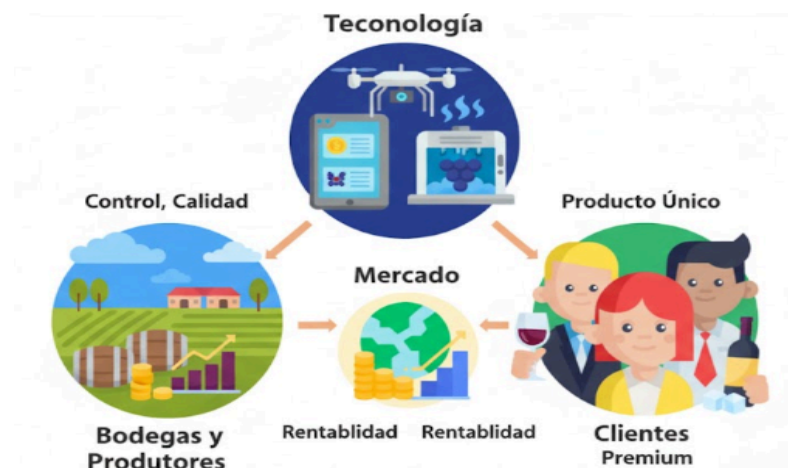 Teconología
Control, Calidad
Producto Único
Mercado
Rentablidad
Rentablidad
Bodegas y
Produtores
Clientes
Premium